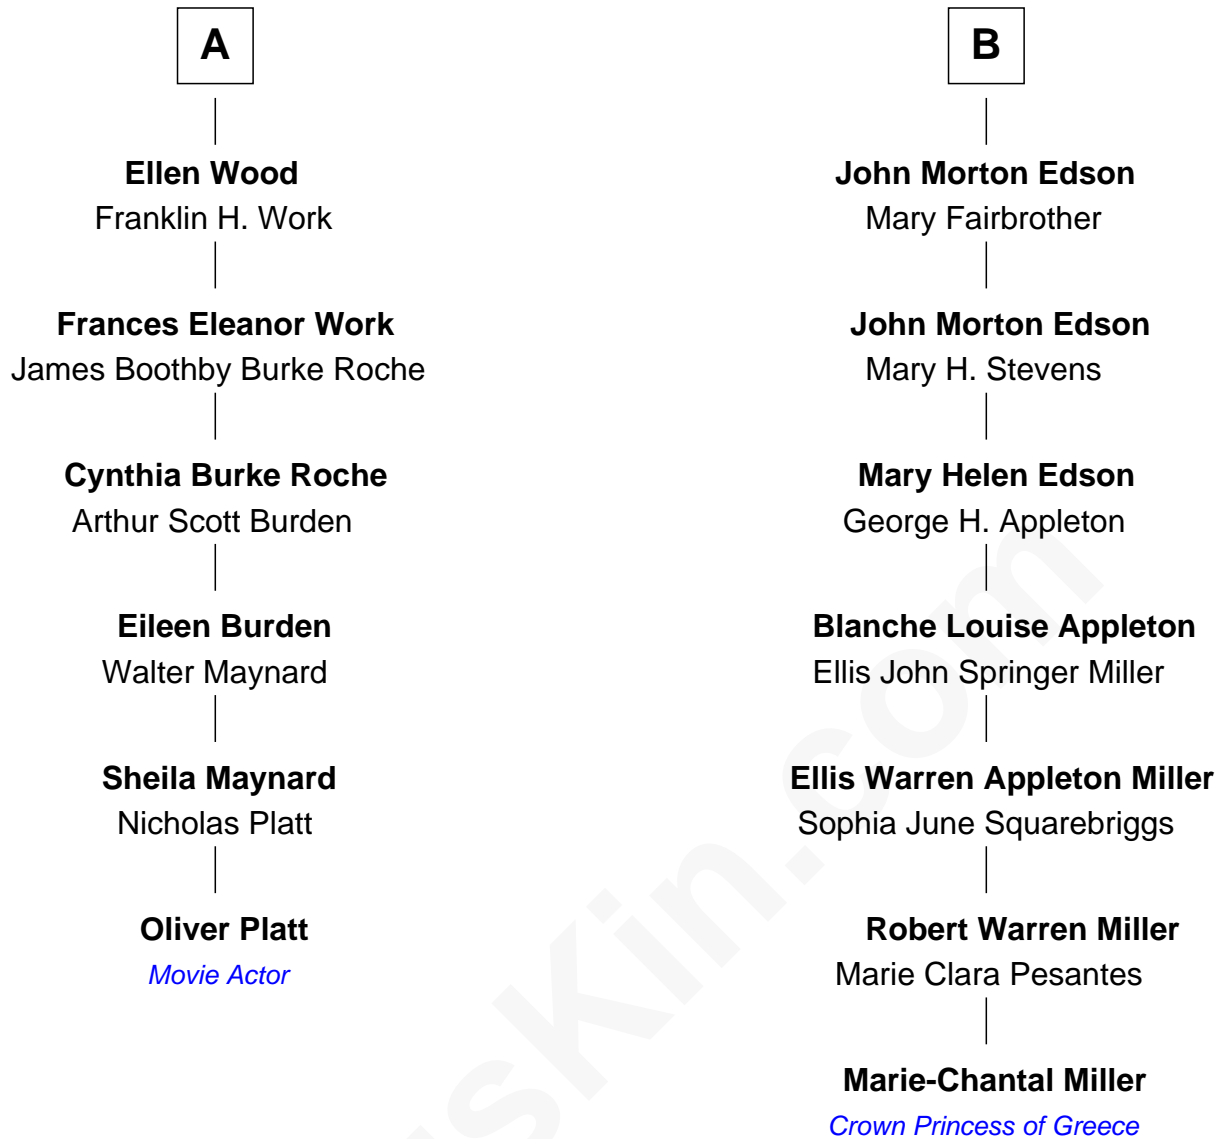 A
Ellen Wood
Franklin H. Work
Frances Eleanor Work
James Boothby Burke Roche
Cynthia Burke Roche
Arthur Scott Burden
Eileen Burden
Walter Maynard
Sheila Maynard
Nicholas Platt
Oliver Platt
Movie Actor
B
John Morton Edson
Mary Fairbrother
John Morton Edson
Mary H. Stevens
Mary Helen Edson
George H. Appleton
Blanche Louise Appleton
Ellis John Springer Miller
Ellis Warren Appleton Miller
Sophia June Squarebriggs
Robert Warren Miller
Marie Clara Pesantes
Marie-Chantal Miller
Crown Princess of Greece
sKin.com